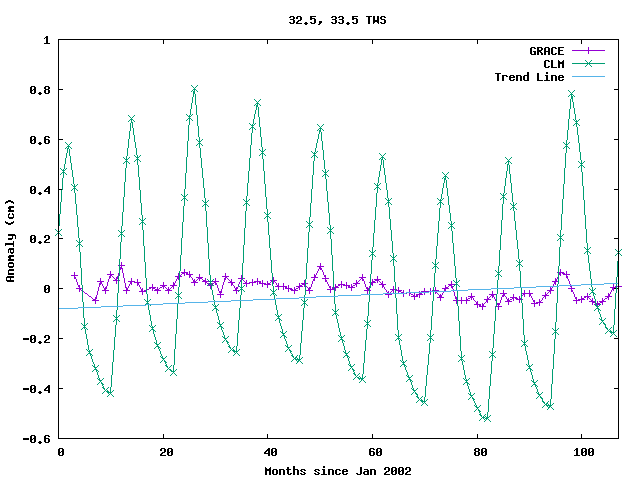 32.5, 33.5 TWS
GRACE
CLM
Trend Line
1
0.8
0.6
0.4
0.2
0
-0.2
-0.4
-0.6
Anomaly (cm)
0 20 40 60 80 100
Months since Jan 2002